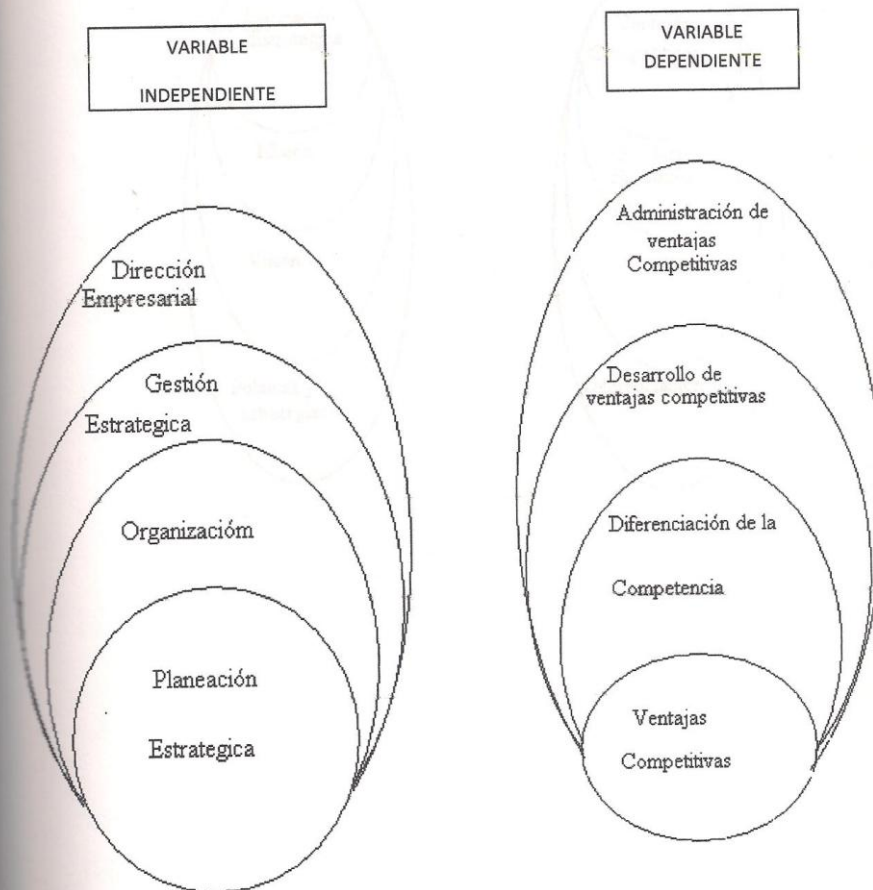 VARIABLE
INDEPENDIENTE
VARIABLE
DEPENDIENTE
Dirección
Empresarial
Gestión
Estrategica
Organizacióm
Planeación
Estrategica
Administración de
ventajas
Competitivas
Desarrollo de
ventajas competitivas
Diferenciación de la
Competencia
Ventajas
Competitivas